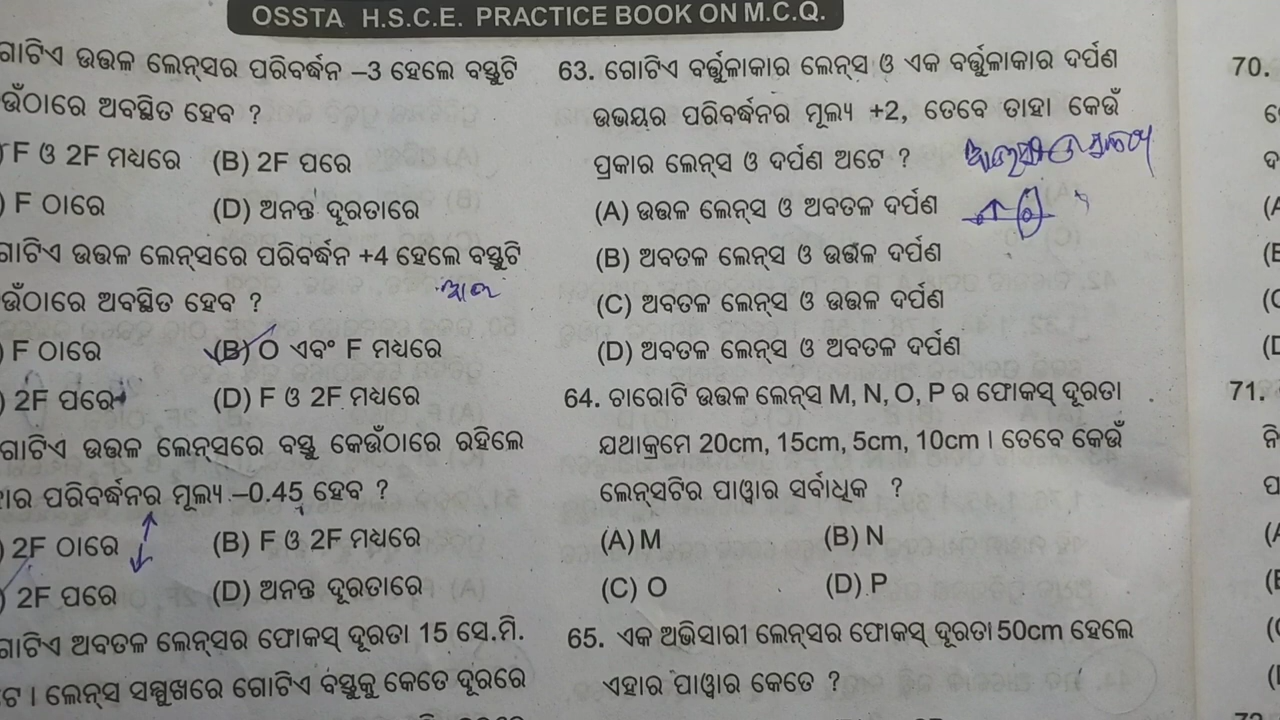 OSSTA H.S.C.E. PRACTICE BOOK ON M.C.Q.
ଗୋଟିଏ ଉତ୍ତଳ ଲେନ୍‌ସର ପରିବର୍ଦ୍ଧନ –3 ହେଲେ ବସ୍ତୁଟି
ଅବସ୍ଥିତ ହେବ ?
F ଓ 2F ମଧ୍ୟରେ (B) 2F ପରେ
) F ଠାରେ (D) ଅନନ୍ତ ଦୂରତାରେ
ଗୋଟିଏ ଉତ୍ତଳ ଲେନ୍‌ସରେ ପରିବର୍ଦ୍ଧନ +4 ହେଲେ ବସ୍ତୁଟି
ଅବସ୍ଥିତ ହେବ ?
) F ଠାରେ (B) O ଏବଂ F ମଧ୍ୟରେ
) 2F ପରେ (D) F ଓ 2F ମଧ୍ୟରେ
ଗୋଟିଏ ଉତ୍ତଳ ଲେନ୍‌ସରେ ବସ୍ତୁ କେଉଁଠାରେ ରହିଲେ
ପରିବର୍ଦ୍ଧନର ମୂଲ୍ୟ –0.45 ହେବ ?
) 2F ଠାରେ (B) F ଓ 2F ମଧ୍ୟରେ
) 2F ପରେ (D) ଅନନ୍ତ ଦୂରତାରେ
ଗୋଟିଏ ଅବତଳ ଲେନ୍‌ସର ଫୋକସ୍ ଦୂରତା 15 ସେ.ମି.
। ଲେନ୍‌ସ ସମ୍ମୁଖରେ ଗୋଟିଏ ବସ୍ତୁକୁ କେତେ ଦୂରରେ
63. ଗୋଟିଏ ବର୍ତ୍ତୁଳାକାର ଲେନ୍‌ସ ଓ ଏକ ବର୍ତ୍ତୁଳାକାର ଦର୍ପଣ
ଉଭୟର ପରିବର୍ଦ୍ଧନର ମୂଲ୍ୟ +2, ତେବେ ତାହା କେଉଁ
ପ୍ରକାର ଲେନ୍‌ସ ଓ ଦର୍ପଣ ଅଟେ ?
(A) ଉତ୍ତଳ ଲେନ୍‌ସ ଓ ଅବତଳ ଦର୍ପଣ
(B) ଅବତଳ ଲେନ୍‌ସ ଓ ଉତ୍ତଳ ଦର୍ପଣ
(C) ଅବତଳ ଲେନ୍‌ସ ଓ ଉତ୍ତଳ ଦର୍ପଣ
(D) ଅବତଳ ଲେନ୍‌ସ ଓ ଅବତଳ ଦର୍ପଣ
64. ଚାରୋଟି ଉତ୍ତଳ ଲେନ୍‌ସ M, N, O, P ର ଫୋକସ୍ ଦୂରତା
ଯଥାକ୍ରମେ 20cm, 15cm, 5cm, 10cm । ତେବେ କେଉଁ
ଲେନ୍‌ସଟିର ପାୱାର ସର୍ବାଧିକ ?
(A) M (B) N
(C) O (D) P
65. ଏକ ଅଭିସାରୀ ଲେନ୍‌ସର ଫୋକସ୍ ଦୂରତା 50cm ହେଲେ
ଏହାର ପାୱାର କେତେ ?
70.
71.